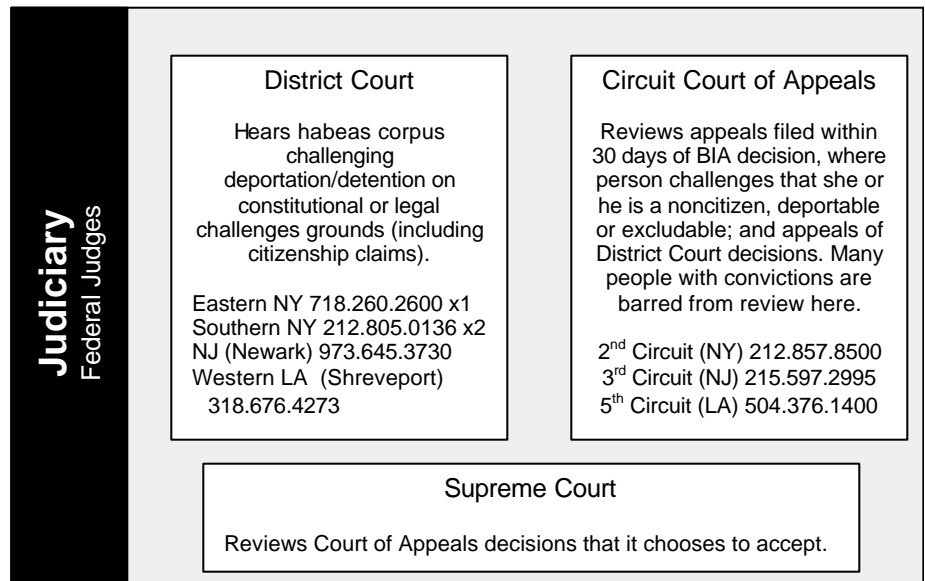 Judiciary
Federal Judges
District Court
Hears habeas corpus
challenging
deportation/detention on
constitutional or legal
challenges grounds (including
citizenship claims).
Eastern NY 718.260.2600 x1
Southern NY 212.805.0136 x2
NJ (Newark) 973.645.3730
Western LA (Shreveport)
318.676.4273
Circuit Court of Appeals
Reviews appeals filed within
30 days of BIA decision, where
person challenges that she or
he is a noncitizen, deportable
or excludable; and appeals of
District Court decisions. Many
people with convictions are
barred from review here.
2nd Circuit (NY) 212.857.8500
3rd Circuit (NJ) 215.597.2995
5th Circuit (LA) 504.376.1400
Supreme Court
Reviews Court of Appeals decisions that it chooses to accept.